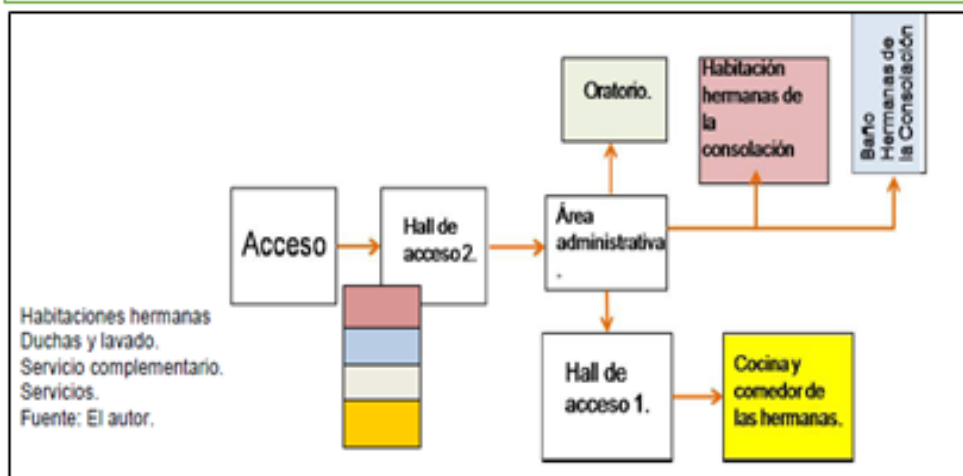 Oratorio.
Habitación
hermanas de
la
consolación
Baño
Hermanas de
la Consolación
Acceso
Hall de
acceso 2.
Área
administrativa
.
Habitaciones hermanas
Duchas y lavado.
Servicio complementario.
Servicios.
Fuente: El autor.
Hall de
acceso 1.
Cocina y
comedor de
las hermanas.